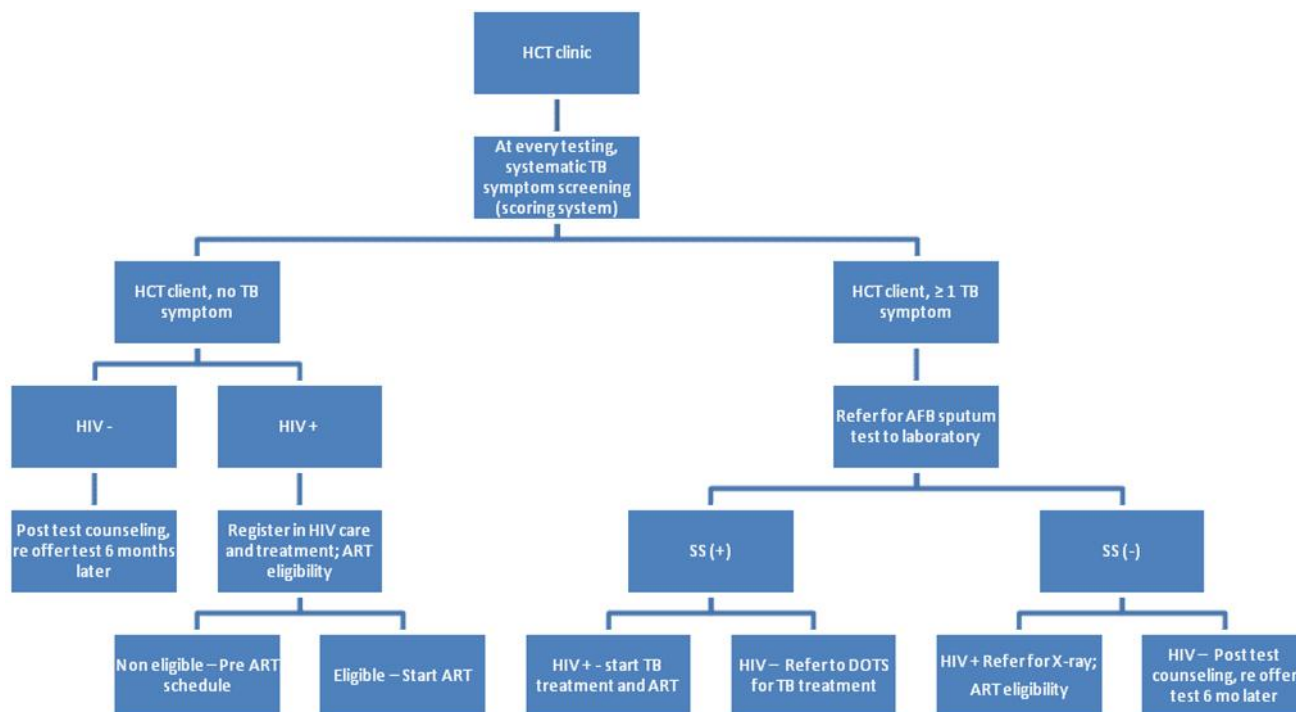 HCT clinic
At every testing,
systematic TB
symptom screening
(scoring system)
HCT client, no TB
symptom
HCT client, ≥ 1 TB
symptom
HIV -
HIV +
Refer for AFB sputum
test to laboratory
Post test counseling,
re offer test 6 months
later
Register in HIV care
and treatment; ART
eligibility
SS (+)
SS (-)
Non eligible – Pre ART
schedule
Eligible – Start ART
HIV + - start TB
treatment and ART
HIV – Refer to DOTS
for TB treatment
HIV + Refer for X-ray;
ART eligibility
HIV – Post test
counseling, re offer
test 6 mo later